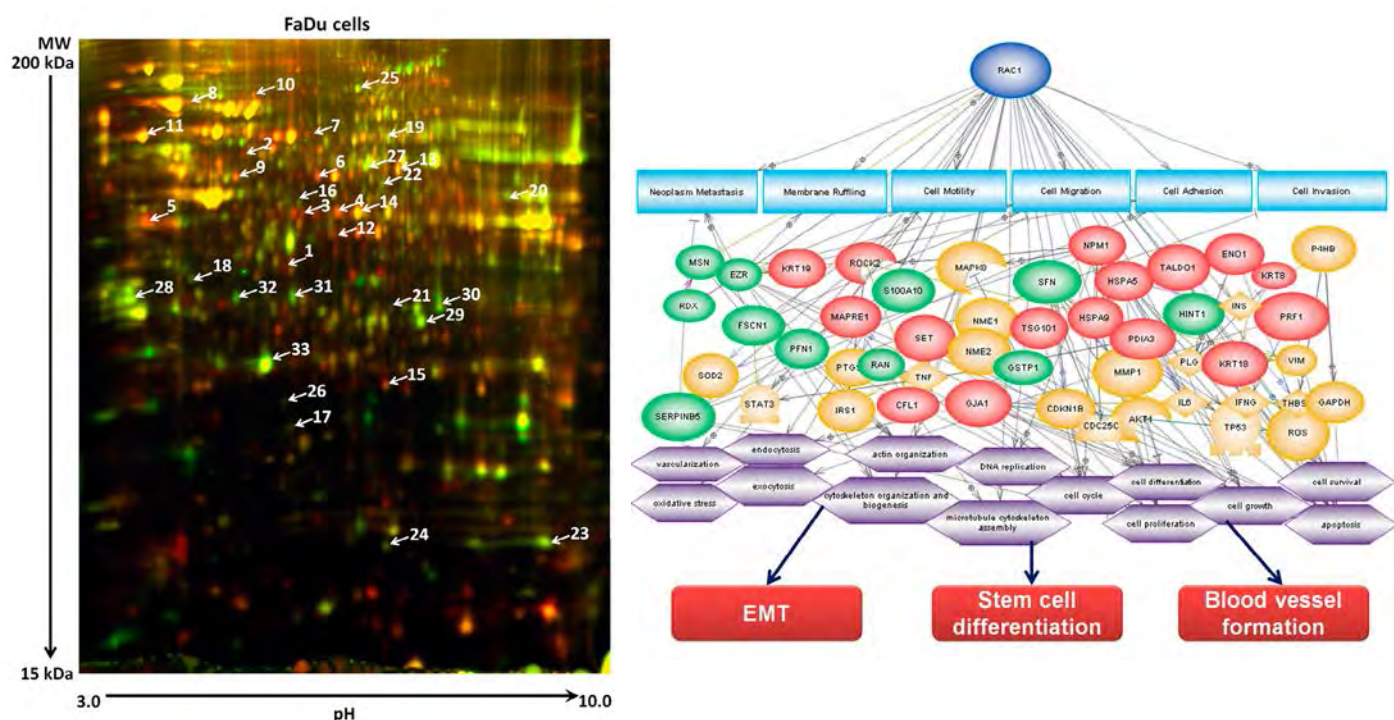 FaDu cells
MW
200 kDa
25
10
8
11
7
19
2
27
13
6
9
22
16
20
5
3
4
14
12
1
18
28
32
31
21
30
29
33
15
26
17
24
23
15 kDa
3.0
10.0
pH
RAC1
Neoplasm Metastasis
Membrane Ruffling
Cell Motility
Cell Migration
Cell Adhesion
Cell Invasion
MSN
EZR
KRT19
ROCK2
MAPK8
NPM1
ENO1
P4HB
TALDO1
KRT8
S100A10
SFN
HSPA5
RDX
INS
HINT1
FSCN1
MAPRE1
NME1
TSG101
HSPA9
PRF1
SET
PDIA3
PFN1
NME2
RAN
GSTP1
PLG
KRT18
VIM
SOD2
TNF
MMP1
STAT3
IL6
IFNG
THBS
GAPDH
SERPINB5
IRS1
CFL1
GJA1
CDKN1B
AKT1
CDC25C
TP53
ROS
endocytosis
actin organization
vascularization
DNA replication
cell differentiation
cell survival
exocytosis
cell cycle
oxidative stress
cytoskeleton organization and
biogenesis
cell growth
microtubule cytoskeleton
assembly
cell proliferation
apoptosis
EMT
Stem cell
differentiation
Blood vessel
formation